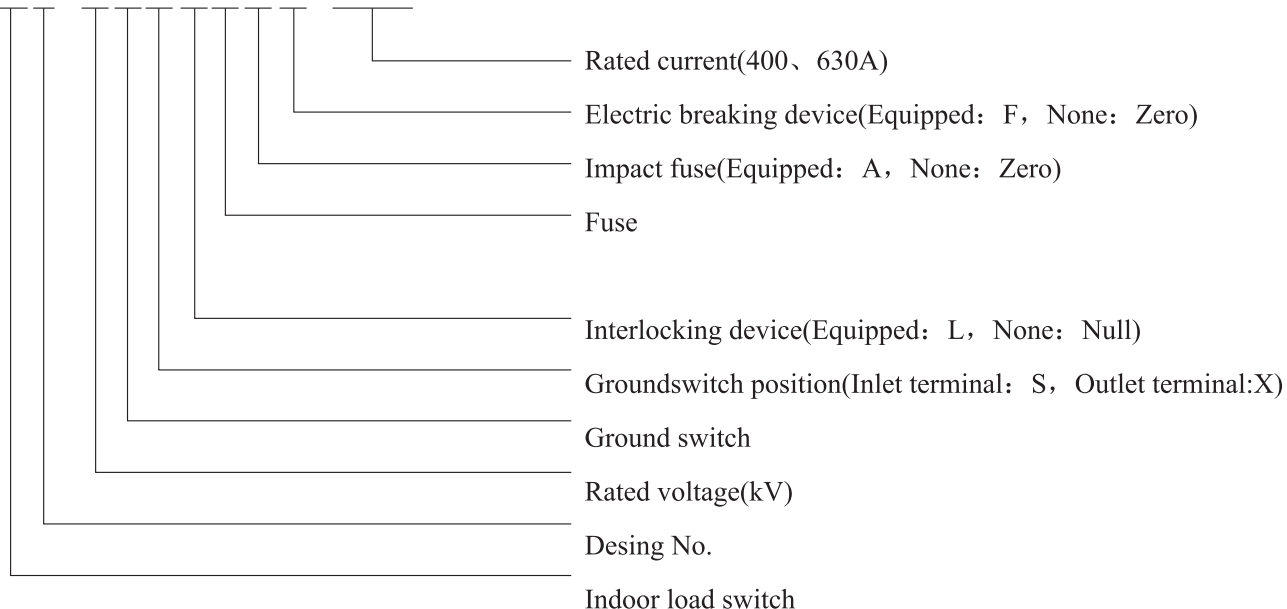 Rated current(400、630A)
Electric breaking device(Equipped：F，None：Zero)
Impact fuse(Equipped：A，None：Zero)
Fuse
Interlocking device(Equipped：L，None：Null)
Groundswitch position(Inlet terminal：S，Outlet terminal:X)
Ground switch
Rated voltage(kV)
Desing No.
Indoor load switch